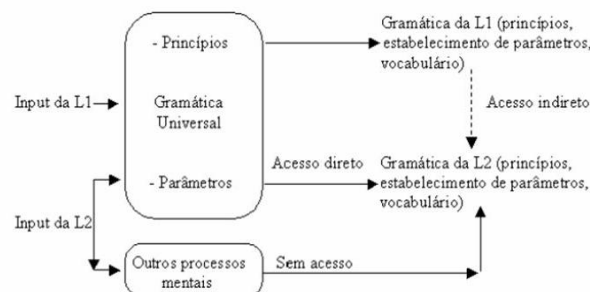 - Princípios
Gramática da L1 (princípios,
estabelecimento de parâmetros,
vocabulário)
Input da L1
Gramática
Universal
Acesso indireto
- Parâmetros
Acesso direto
Gramática da L2 (princípios,
estabelecimento de parâmetros,
vocabulário)
Input da L2
Outros processos
mentais
Sem acesso